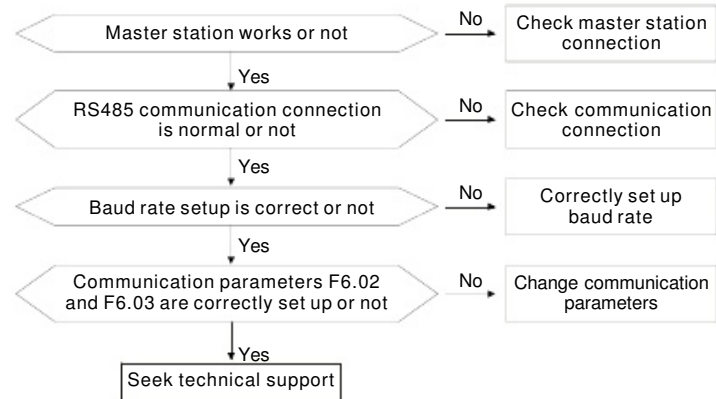 Master station works or not
No
Check master station
connection
Yes
RS485 communication connection
is normal or not
No
Check communication
connection
Yes
Baud rate setup is correct or not
No
Correctly set up
baud rate
Yes
Communication parameters F6.02
and F6.03 are correctly set up or not
No
Change communication
parameters
Yes
Seek technical support